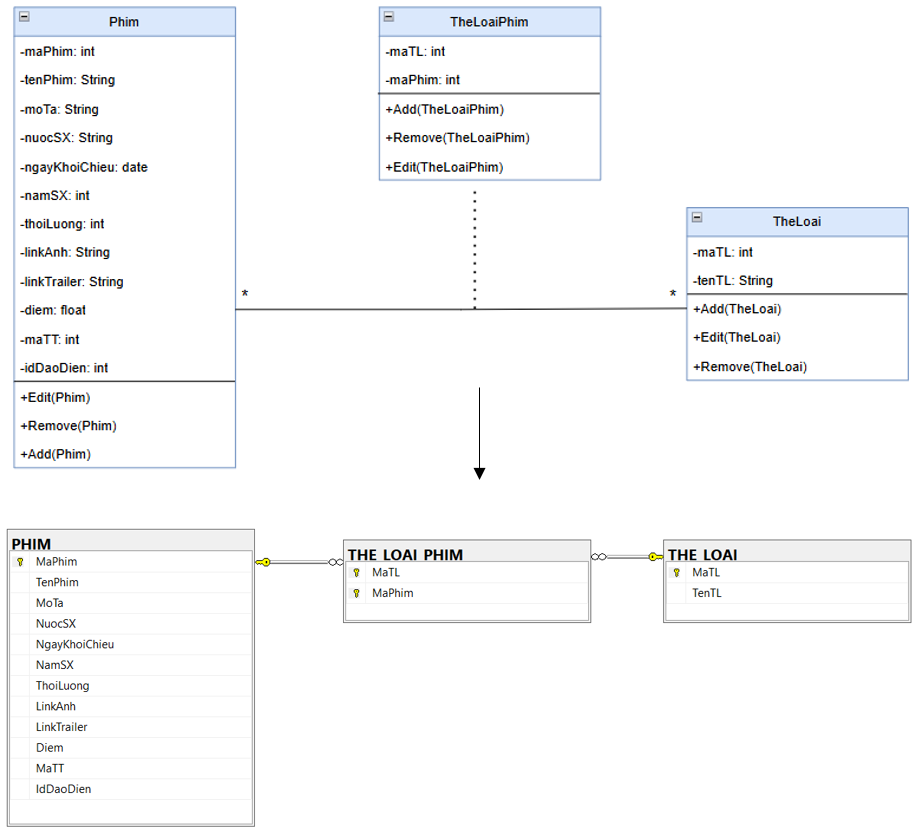 Phim
-maPhim: int
-tenPhim: String
-moTa: String
-nuocSX: String
-ngayKhoiChieu: date
-namSX: int
-thoiLuong: int
-linkAnh: String
-linkTrailer: String
-diem: float
-maTT: int
-idDaoDien: int
+Edit(Phim)
+Remove(Phim)
+Add(Phim)
TheLoaiPhim
-maTL: int
-maPhim: int
+Add(TheLoaiPhim)
+Remove(TheLoaiPhim)
+Edit(TheLoaiPhim)
TheLoai
-maTL: int
-tenTL: String
+Add(TheLoai)
+Edit(TheLoai)
+Remove(TheLoai)
*
*
PHIM
MaPhim
TenPhim
MoTa
NuocSX
NgayKhoiChieu
NamSX
ThoiLuong
LinkAnh
LinkTrailer
Diem
MaTT
IdDaoDien
THE LOAI PHIM
MaTL
MaPhim
THE LOAI
MaTL
TenTL